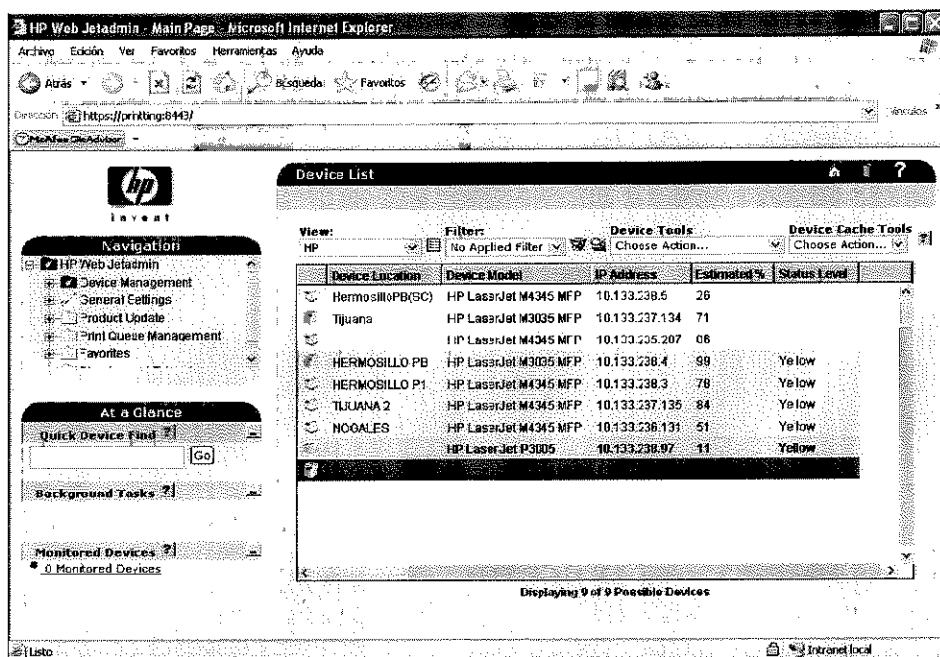 HP Web Jetadmin - Main Page - Microsoft Internet Explorer
Archivo Edición Ver Favoritos Herramientas Ayuda
Atrás Búsqueda Favoritos
Dirección https://printing:8443/ Vínculos
McAfee SiteAdvisor
hp
invent
Navigation
HP Web Jetadmin
Device Management
General Settings
Product Update
Print Queue Management
Favorites
At a Glance
Quick Device Find ?
Go
Background Tasks ?
Monitored Devices ?
0 Monitored Devices
Device List ?
View: Filter: Device Tools Device Cache Tools ?
HP No Applied Filter Choose Action... Choose Action...
Device Location Device Model IP Address Estimated % Status Level
HermosilloPB(SC) HP LaserJet M4345 MFP 10.133.238.5 26
Tijuana HP LaserJet M3035 MFP 10.133.237.134 71
HP LaserJet M4345 MFP 10.133.235.207
HERMOSILLO PB HP LaserJet M3035 MFP 10.133.238.4 99 Yellow
HERMOSILLO P1 HP LaserJet M4345 MFP 10.133.238.3 78 Yellow
TIJUANA 2 HP LaserJet M4345 MFP 10.133.237.135 84 Yellow
NOGALES HP LaserJet M4345 MFP 10.133.236.131 51 Yellow
HP LaserJet P3005 10.133.238.97 11 Yellow
Displaying 9 of 9 Possible Devices
Listo Intranet local